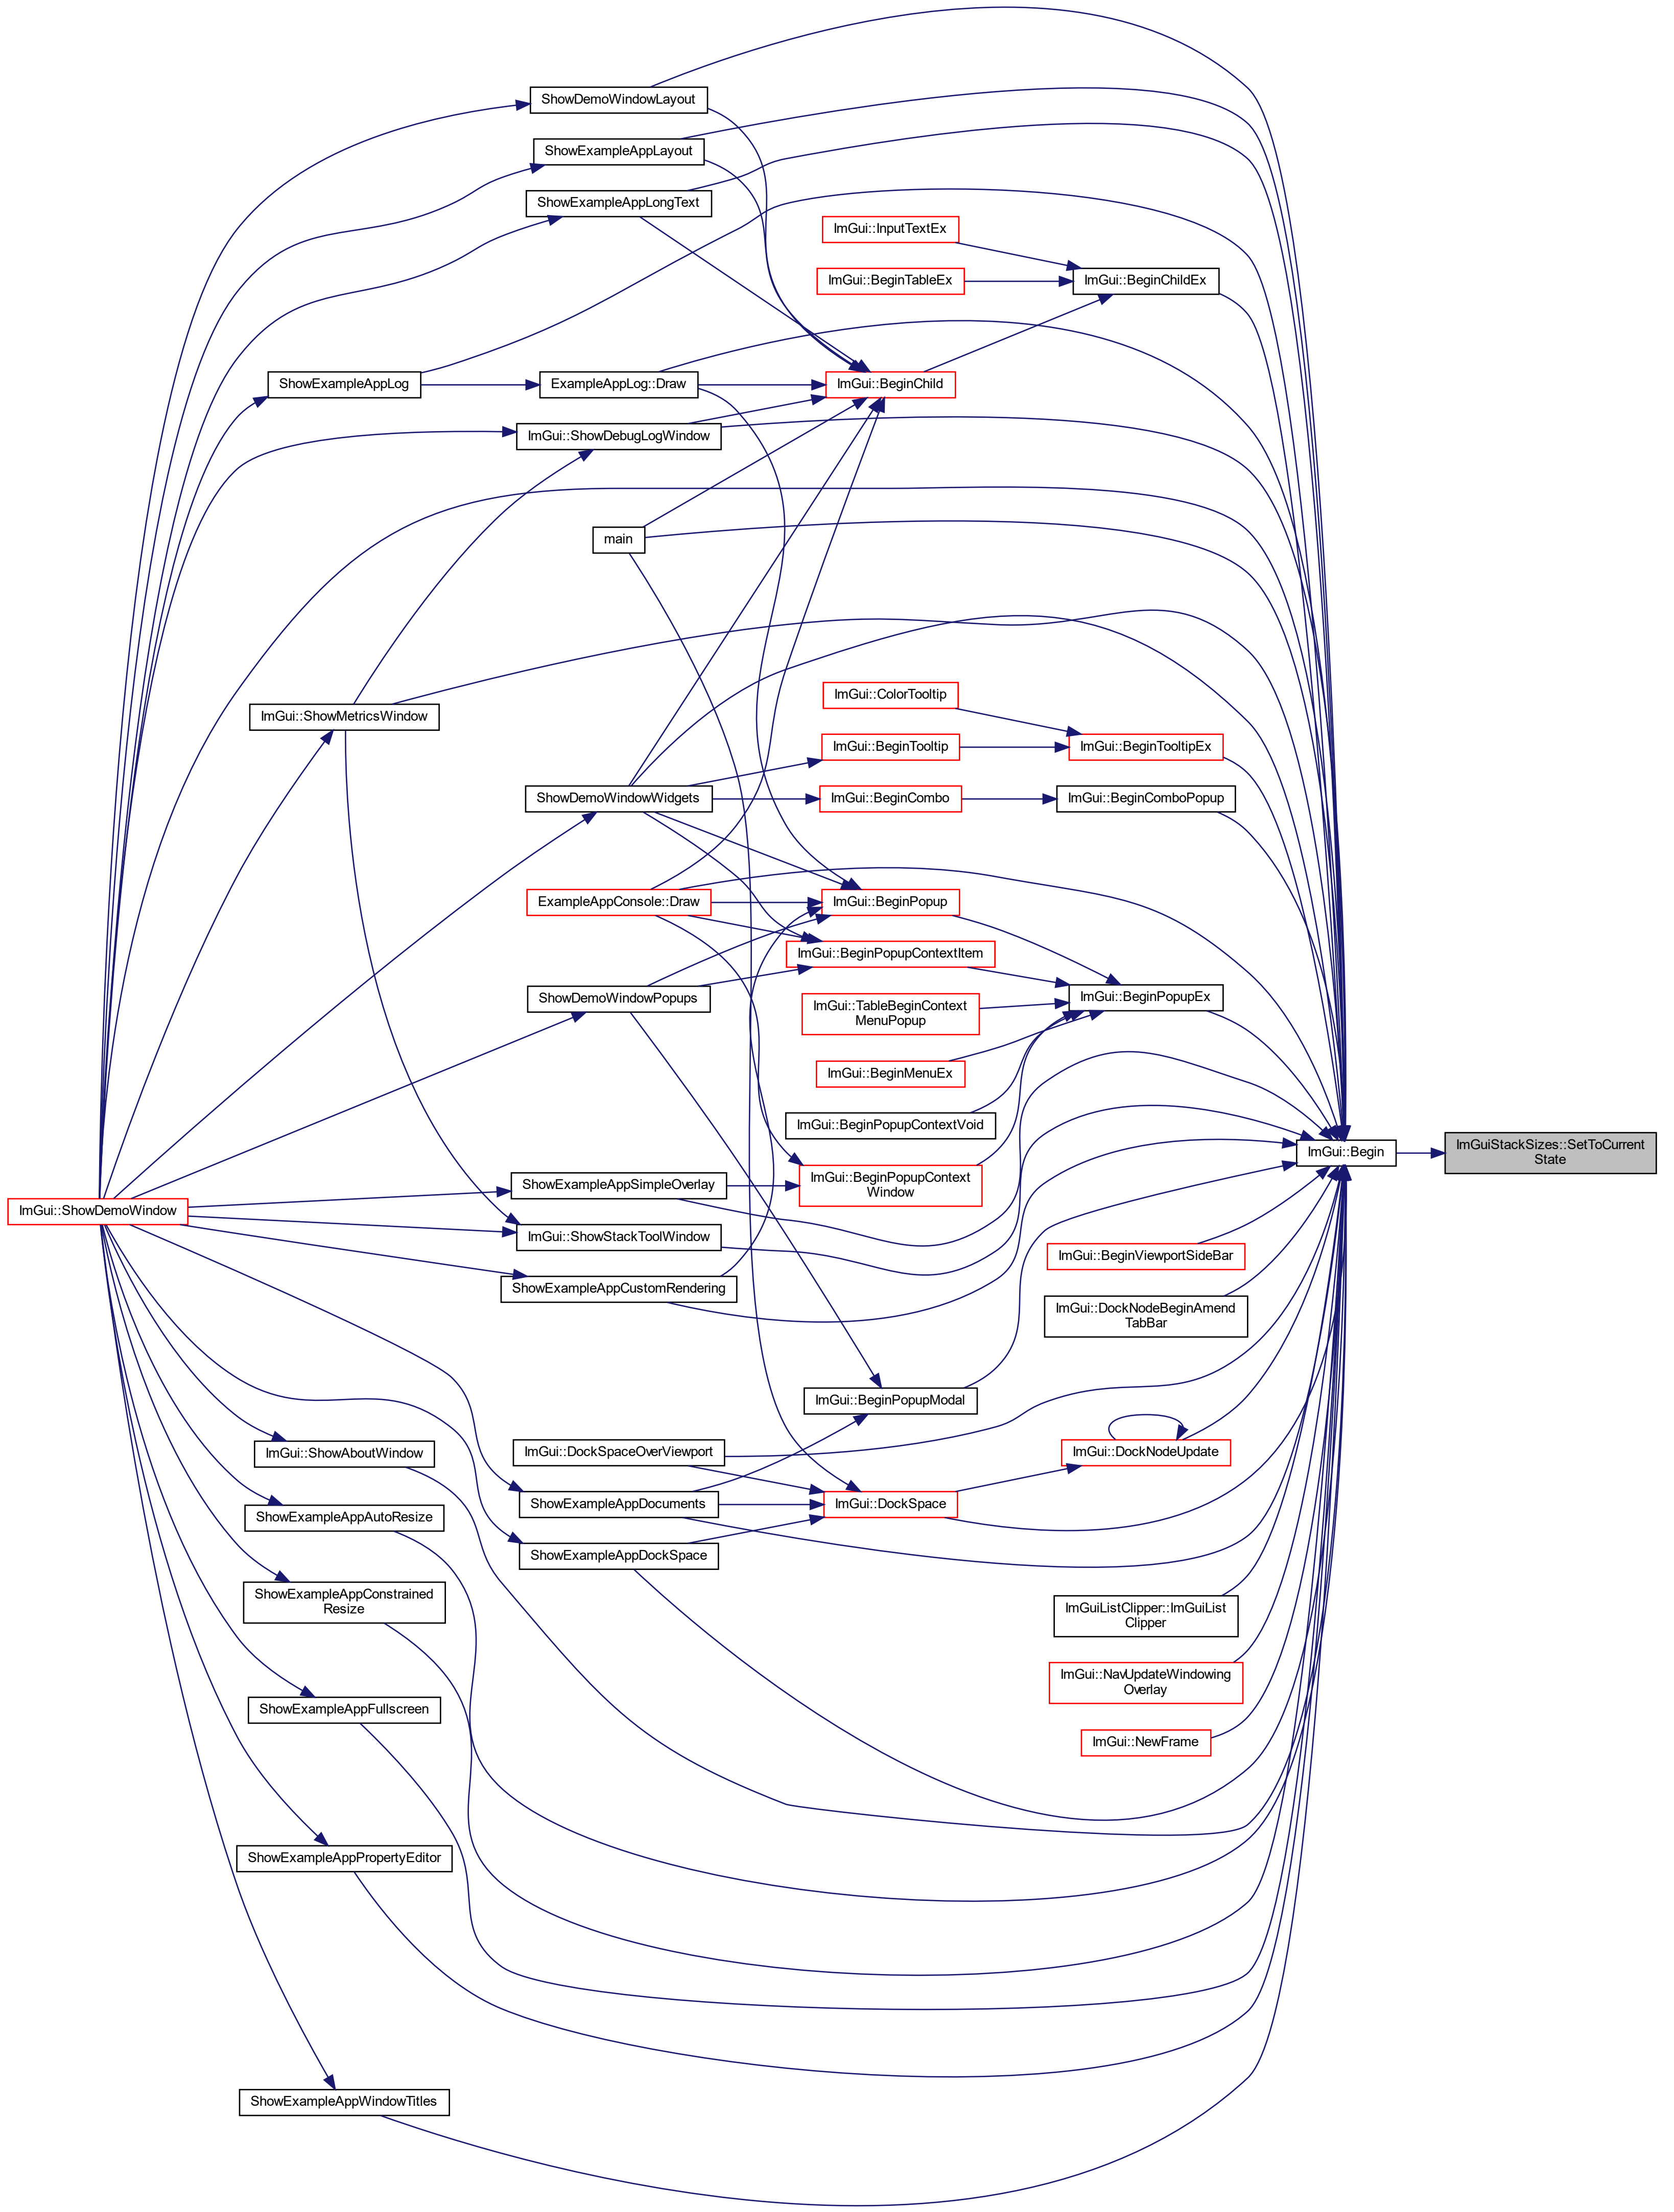 ShowDemoWindowLayout
ShowExampleAppLayout
ShowExampleAppLongText
ImGui::InputTextEx
ImGui::BeginTableEx
ImGui::BeginChildEx
ShowExampleAppLog
ExampleAppLog::Draw
ImGui::BeginChild
ImGui::ShowDebugLogWindow
main
ImGui::ColorTooltip
ImGui::ShowMetricsWindow
ImGui::BeginTooltip
ImGui::BeginTooltipEx
ShowDemoWindowWidgets
ImGui::BeginCombo
ImGui::BeginComboPopup
ExampleAppConsole::Draw
ImGui::BeginPopup
ImGui::BeginPopupContextItem
ShowDemoWindowPopups
ImGui::TableBeginContext
MenuPopup
ImGui::BeginPopupEx
ImGui::BeginMenuEx
ImGui::BeginPopupContextVoid
ImGui::Begin
ImGuiStackSizes::SetToCurrent
State
ShowExampleAppSimpleOverlay
ImGui::BeginPopupContext
Window
ImGui::ShowDemoWindow
ImGui::ShowStackToolWindow
ImGui::BeginViewportSideBar
ShowExampleAppCustomRendering
ImGui::DockNodeBeginAmend
TabBar
ImGui::BeginPopupModal
ImGui::ShowAboutWindow
ImGui::DockSpaceOverViewport
ImGui::DockNodeUpdate
ShowExampleAppAutoResize
ShowExampleAppDocuments
ImGui::DockSpace
ShowExampleAppDockSpace
ShowExampleAppConstrained
Resize
ImGuiListClipper::ImGuiList
Clipper
ImGui::NavUpdateWindowing
Overlay
ShowExampleAppFullscreen
ImGui::NewFrame
ShowExampleAppPropertyEditor
ShowExampleAppWindowTitles